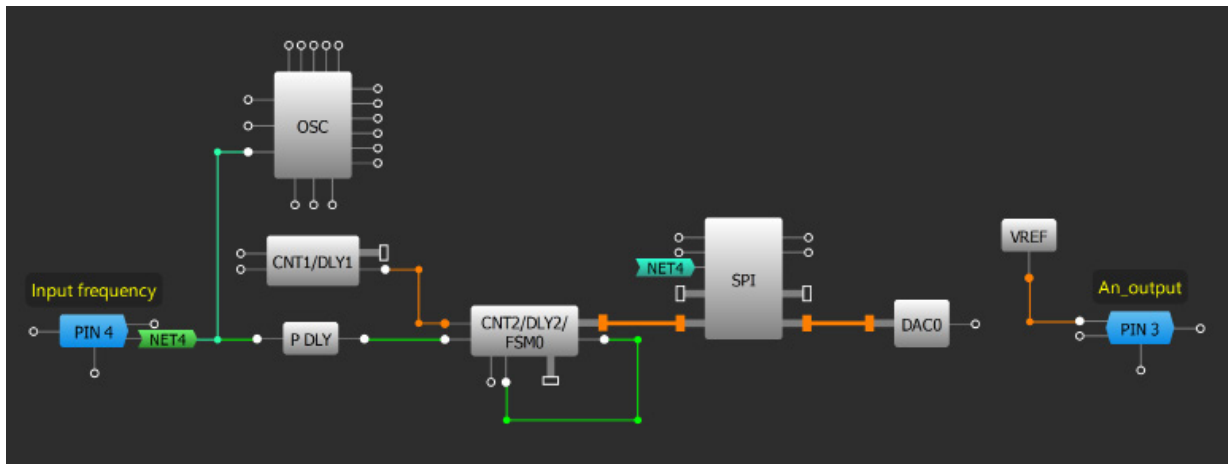 OSC
CNT1/DLY1
Input frequency
PIN 4
NET4
P DLY
CNT2/DLY2/
FSM0
NET4
SPI
DAC0
VREF
An_output
PIN 3